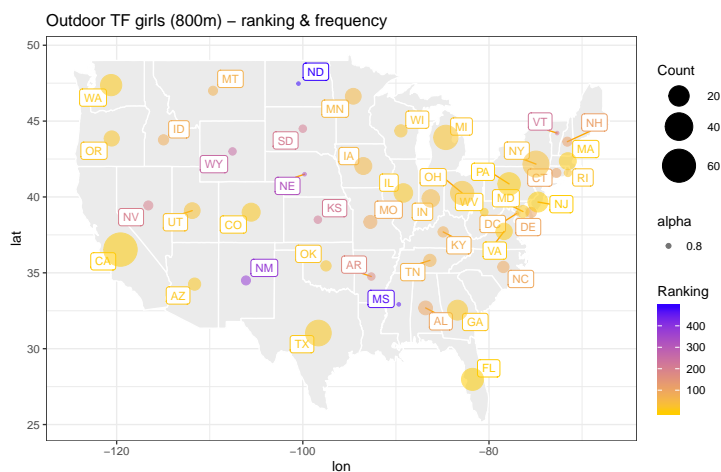 Outdoor TF girls (800m) − ranking & frequency
50
45
40
35
30
25
lat
−120
−100
−80
lon
WA
MT
ND
MN
WI
MI
VT
NH
OR
ID
WY
SD
IA
NY
MA
CT
RI
NE
IL
OH
PA
NV
UT
CO
KS
MO
IN
WV
MD
NJ
DC
DE
CA
NM
OK
KY
VA
AZ
AR
TN
NC
MS
AL
GA
TX
FL
Count
20
40
60
alpha
0.8
Ranking
400
300
200
100